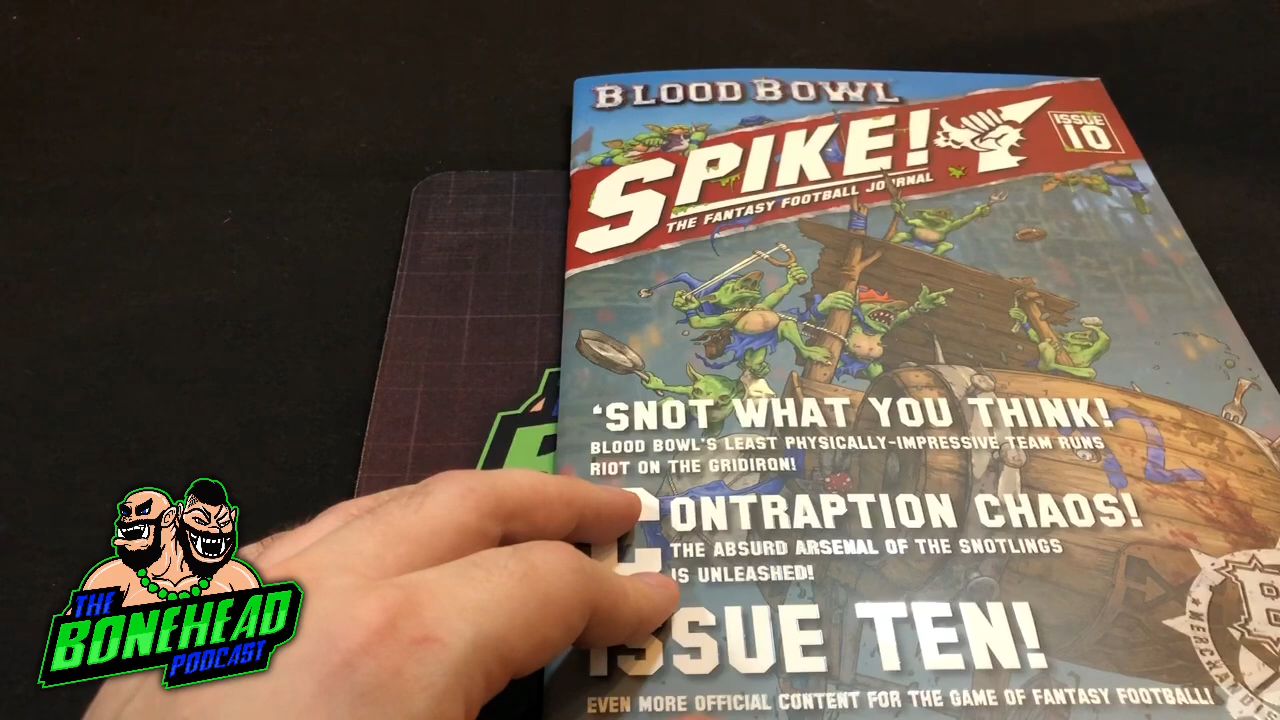 BLOOD BOWL
SPIKE!
ISSUE
10
THE FANTASY FOOTBALL JOURNAL
'SNOT WHAT YOU THINK!
BLOOD BOWL'S LEAST PHYSICALLY-IMPRESSIVE TEAM RUNS
RIOT ON THE GRIDIRON!
CONTRAPTION CHAOS!
THE ABSURD ARSENAL OF THE SNOTLINGS
IS UNLEASHED!
ISSUE TEN!
EVEN MORE OFFICIAL CONTENT FOR THE GAME OF FANTASY FOOTBALL!
THE
BONEHEAD
PODCAST